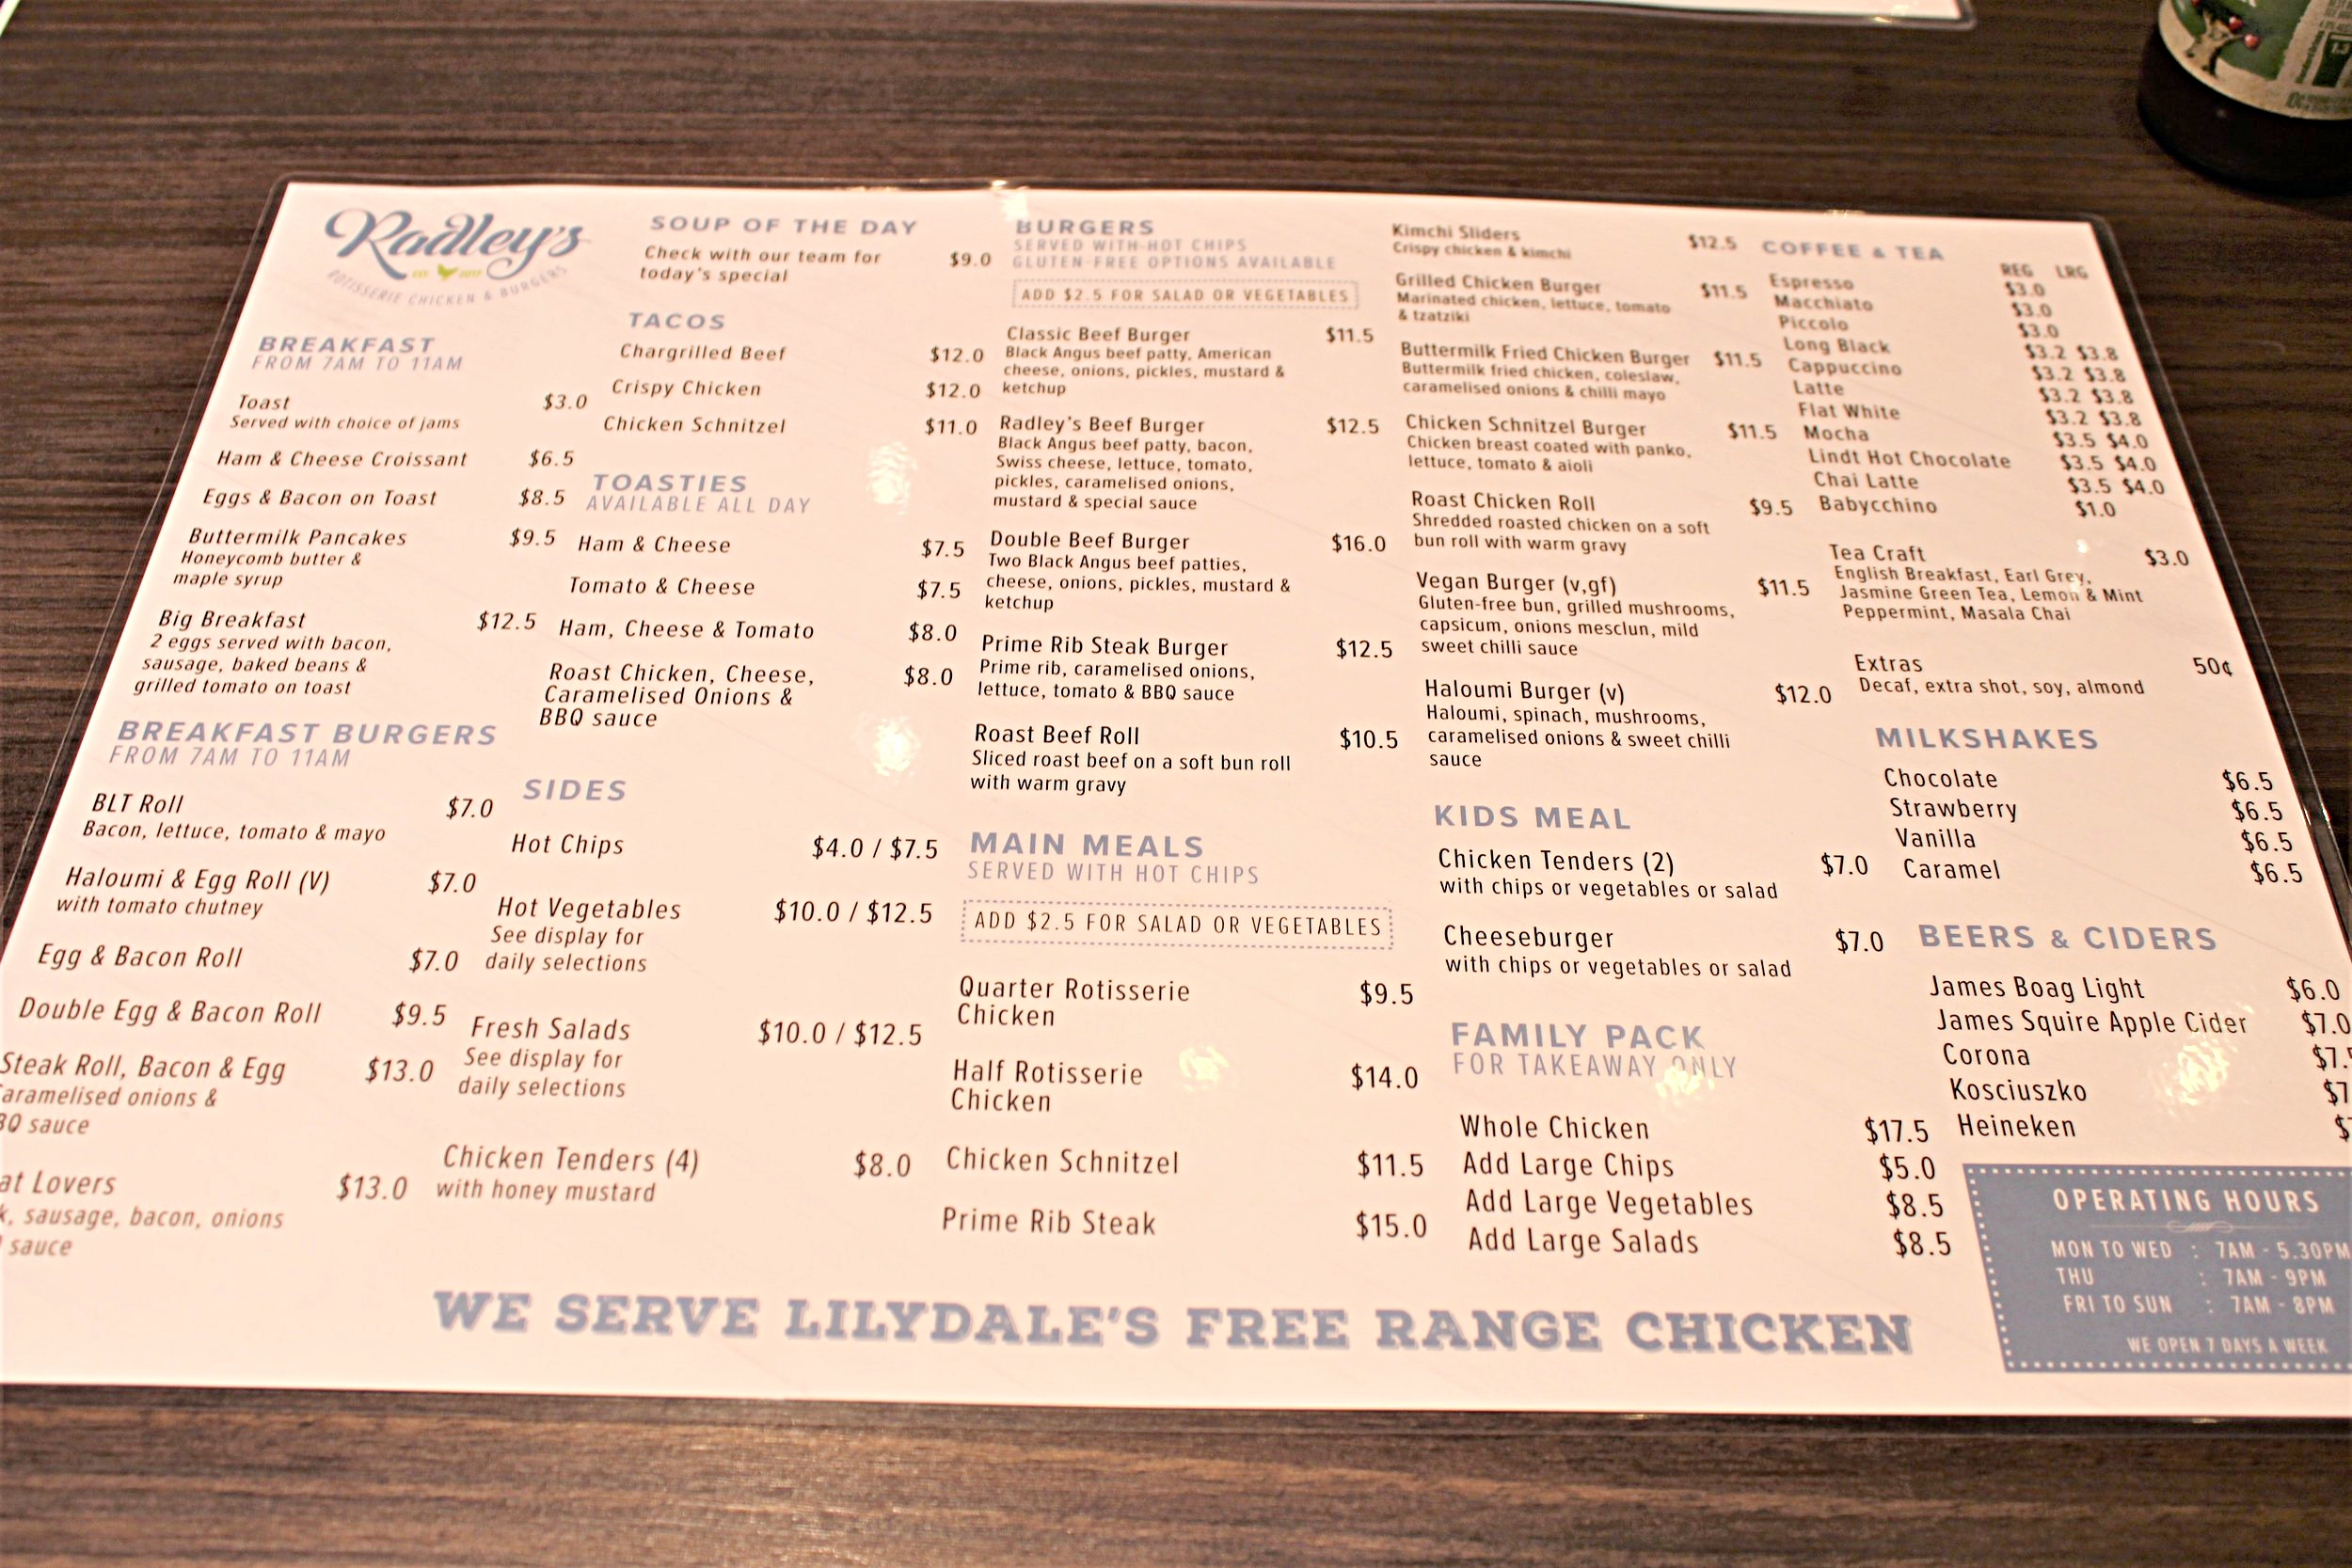 Radley's
EST 2017
ROTISSERIE CHICKEN & BURGERS
BREAKFAST
FROM 7AM TO 11AM
Toast $3.0
Served with choice of jams
Ham & Cheese Croissant $6.5
Eggs & Bacon on Toast $8.5
Buttermilk Pancakes $9.5
Honeycomb butter &
maple syrup
Big Breakfast $12.5
2 eggs served with bacon,
sausage, baked beans &
grilled tomato on toast
BREAKFAST BURGERS
FROM 7AM TO 11AM
BLT Roll $7.0
Bacon, lettuce, tomato & mayo
Haloumi & Egg Roll (V) $7.0
with tomato chutney
Egg & Bacon Roll $7.0
Double Egg & Bacon Roll $9.5
Steak Roll, Bacon & Egg $13.0
aramelised onions &
BQ sauce
at Lovers $13.0
k, sausage, bacon, onions
sauce
SOUP OF THE DAY
Check with our team for $9.0
today's special
TACOS
Chargrilled Beef $12.0
Crispy Chicken $12.0
Chicken Schnitzel $11.0
TOASTIES
AVAILABLE ALL DAY
Ham & Cheese $7.5
Tomato & Cheese $7.5
Ham, Cheese & Tomato $8.0
Roast Chicken, Cheese, $8.0
Caramelised Onions &
BBQ sauce
SIDES
Hot Chips $4.0 / $7.5
Hot Vegetables $10.0 / $12.5
See display for
daily selections
Fresh Salads $10.0 / $12.5
See display for
daily selections
Chicken Tenders (4) $8.0
with honey mustard
BURGERS
SERVED WITH HOT CHIPS
GLUTEN-FREE OPTIONS AVAILABLE
ADD $2.5 FOR SALAD OR VEGETABLES
Classic Beef Burger $11.5
Black Angus beef patty, American
cheese, onions, pickles, mustard &
ketchup
Radley's Beef Burger $12.5
Black Angus beef patty, bacon,
Swiss cheese, lettuce, tomato,
pickles, caramelised onions,
mustard & special sauce
Double Beef Burger $16.0
Two Black Angus beef patties,
cheese, onions, pickles, mustard &
ketchup
Prime Rib Steak Burger $12.5
Prime rib, caramelised onions,
lettuce, tomato & BBQ sauce
Roast Beef Roll $10.5
Sliced roast beef on a soft bun roll
with warm gravy
MAIN MEALS
SERVED WITH HOT CHIPS
ADD $2.5 FOR SALAD OR VEGETABLES
Quarter Rotisserie $9.5
Chicken
Half Rotisserie $14.0
Chicken
Chicken Schnitzel $11.5
Prime Rib Steak $15.0
Kimchi Sliders $12.5
Crispy chicken & kimchi
Grilled Chicken Burger $11.5
Marinated chicken, lettuce, tomato
& tzatziki
Buttermilk Fried Chicken Burger $11.5
Buttermilk fried chicken, coleslaw,
caramelised onions & chilli mayo
Chicken Schnitzel Burger $11.5
Chicken breast coated with panko,
lettuce, tomato & aioli
Roast Chicken Roll $9.5
Shredded roasted chicken on a soft
bun roll with warm gravy
Vegan Burger (v,gf) $11.5
Gluten-free bun, grilled mushrooms,
capsicum, onions mesclun, mild
sweet chilli sauce
Haloumi Burger (v) $12.0
Haloumi, spinach, mushrooms,
caramelised onions & sweet chilli
sauce
KIDS MEAL
Chicken Tenders (2) $7.0
with chips or vegetables or salad
Cheeseburger $7.0
with chips or vegetables or salad
FAMILY PACK
FOR TAKEAWAY ONLY
Whole Chicken $17.5
Add Large Chips $5.0
Add Large Vegetables $8.5
Add Large Salads $8.5
COFFEE & TEA
REG LRG
Espresso $3.0
Macchiato $3.0
Piccolo $3.0
Long Black $3.2 $3.8
Cappuccino $3.2 $3.8
Latte $3.2 $3.8
Flat White $3.2 $3.8
Mocha $3.5 $4.0
Lindt Hot Chocolate $3.5 $4.0
Chai Latte $3.5 $4.0
Babycchino $1.0
Tea Craft $3.0
English Breakfast, Earl Grey,
Jasmine Green Tea, Lemon & Mint
Peppermint, Masala Chai
Extras 50¢
Decaf, extra shot, soy, almond
MILKSHAKES
Chocolate $6.5
Strawberry $6.5
Vanilla $6.5
Caramel $6.5
BEERS & CIDERS
James Boag Light $6.0
James Squire Apple Cider $7.0
Corona $7.
Kosciuszko $7
Heineken $
OPERATING HOURS
MON TO WED : 7AM - 5.30PM
THU : 7AM - 9PM
FRI TO SUN : 7AM - 8PM
WE OPEN 7 DAYS A WEEK
WE SERVE LILYDALE'S FREE RANGE CHICKEN